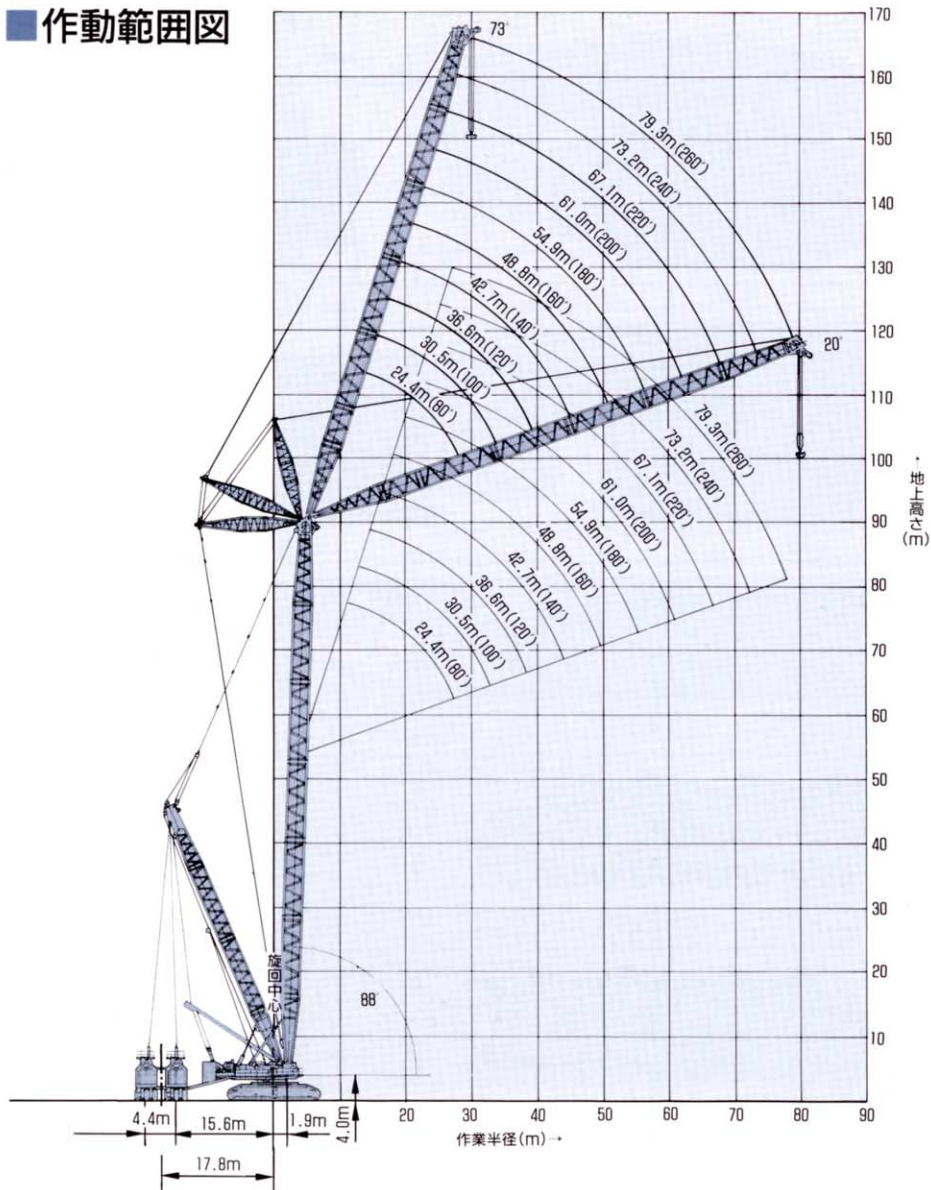 作動範囲図
170
160
150
140
130
120
110
100
90
80
70
60
50
40
30
20
10
↑地上高さ(m)
73°
79.3m(260')
73.2m(240')
67.1m(220')
61.0m(200')
54.9m(180')
48.8m(160')
42.7m(140')
36.6m(120')
30.5m(100')
24.4m(80')
20°
79.3m(260')
73.2m(240')
67.1m(220')
61.0m(200')
54.9m(180')
48.8m(160')
42.7m(140')
36.6m(120')
30.5m(100')
24.4m(80')
旋回中心
88°
4.4m
15.6m
1.9m
4.0m
17.8m
20 30 40 50 60 70 80 90
作業半径(m)→